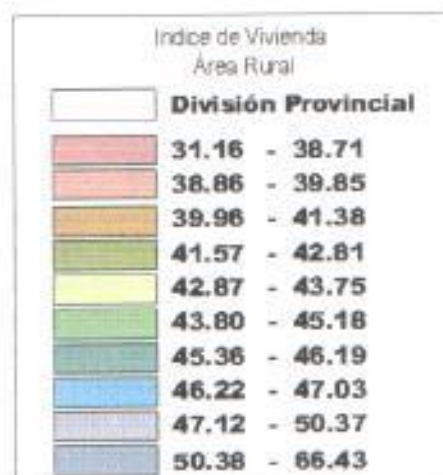 Indice de Vivienda
Área Rural
División Provincial
31.16 - 38.71
38.86 - 39.85
39.96 - 41.38
41.57 - 42.81
42.87 - 43.75
43.80 - 45.18
45.36 - 46.19
46.22 - 47.03
47.12 - 50.37
50.38 - 66.43